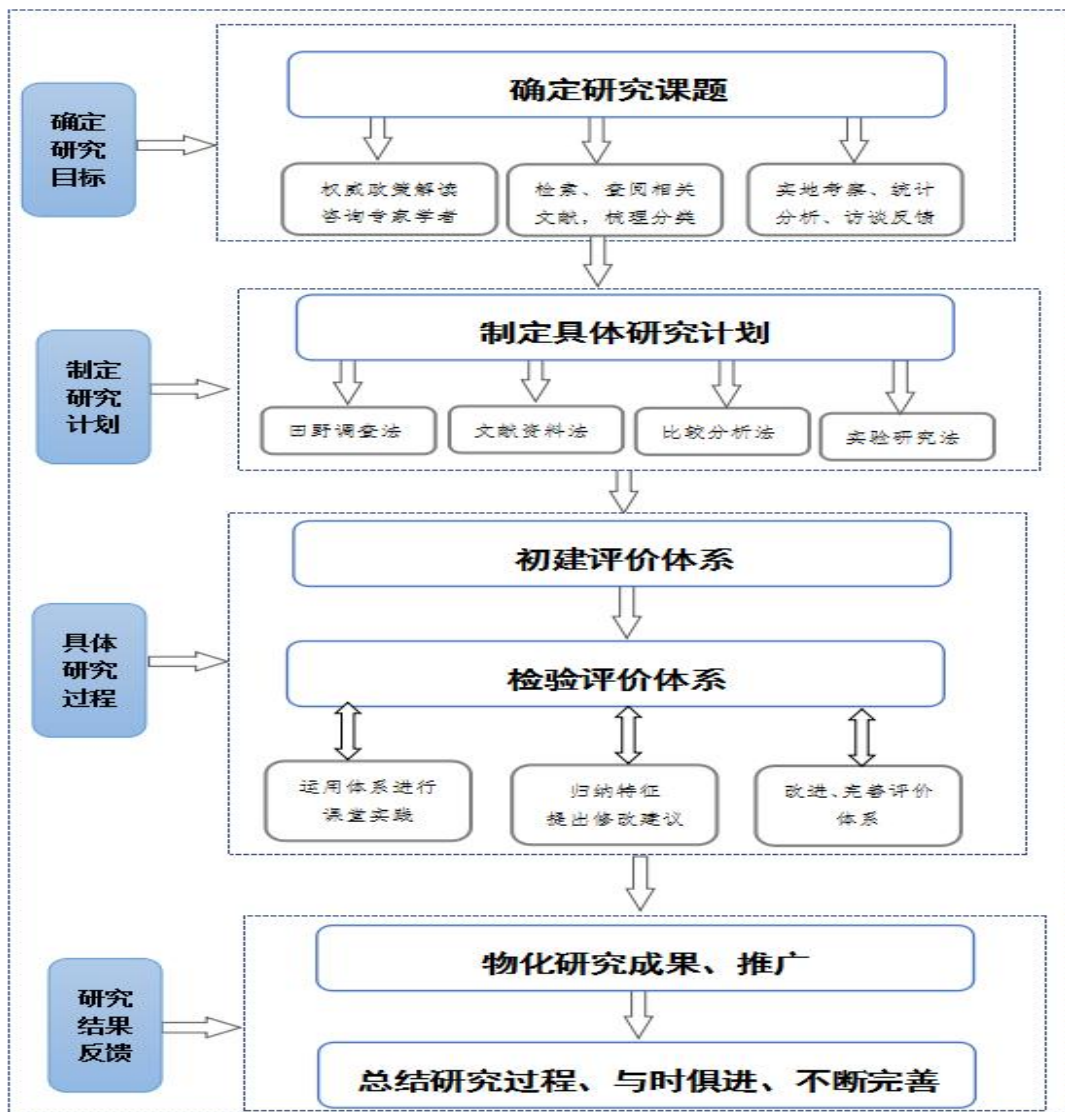 确定
研究
目标
确定研究课题
权威政策解读
咨询专家学者
检索、查阅相关
文献，梳理分类
实地考察、统计
分析、访谈反馈
制定
研究
计划
制定具体研究计划
田野调查法
文献资料法
比较分析法
实验研究法
具体
研究
过程
初建评价体系
检验评价体系
运用体系进行
课堂实践
归纳特征
提出修改建议
改进、完善评价
体系
研究
结果
反馈
物化研究成果、推广
总结研究过程、与时俱进、不断完善